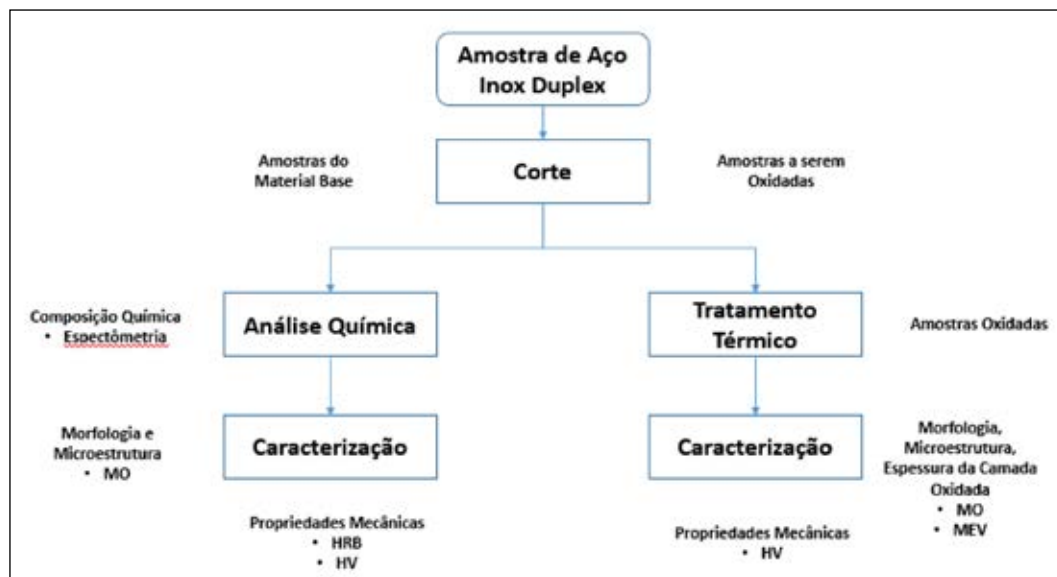 Amostra de Aço
Inox Duplex
Amostras do
Material Base
Corte
Amostras a serem
Oxidadas
Composição Química
• Espectômetria
Análise Química
Tratamento
Térmico
Amostras Oxidadas
Morfologia e
Microestrutura
• MO
Caracterização
Caracterização
Morfologia,
Microestrutura,
Espessura da Camada
Oxidada
• MO
• MEV
Propriedades Mecânicas
• HRB
• HV
Propriedades Mecânicas
• HV